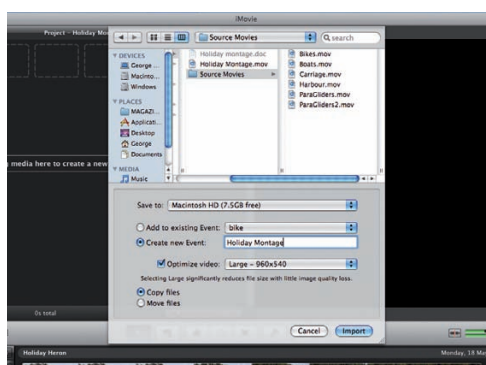 iMovie
Project – Holiday Mon
Source Movies
search
DEVICES
George...
Macinto...
Windows
PLACES
MAGAZI...
Applicati...
Desktop
George
Documents
MEDIA
Music
Holiday montage.doc
Holiday Montage.mov
Source Movies
Bikes.mov
Boats.mov
Carriage.mov
Harbour.mov
ParaGliders.mov
ParaGliders2.mov
media here to create a new
Save to: Macintosh HD (7.5GB free)
Add to existing Event: bike
Create new Event: Holiday Montage
Optimize video: Large – 960x540
Selecting Large significantly reduces file size with little image quality loss.
Copy files
Move files
0s total
Cancel Import
Holiday Heron
Monday, 18 Ma